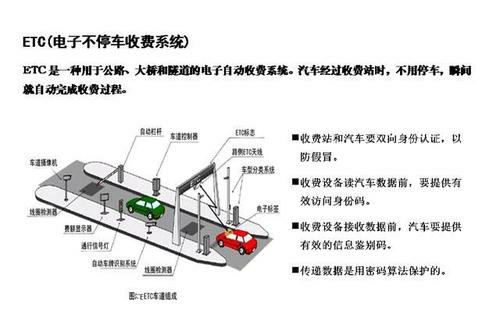 ETC(电子不停车收费系统)
ETC 是一种用于公路、大桥和隧道的电子自动收费系统。汽车经过收费站时，不用停车，瞬间
就自动完成收费过程。
自动栏杆
车道控制器
ETC标志
路侧ETC天线
车道摄像机
车型分类系统
线圈检测器
费额显示器
通行信号灯
电子标签
自动车牌识别系统
线圈检测器
ETC车道组成
■收费站和汽车要双向身份认证，以
防假冒。
■收费设备读汽车数据前，要提供有
效访问身份码。
■收费设备接收数据前，汽车要提供
有效的信息鉴别码。
■传递数据是用密码算法保护的。